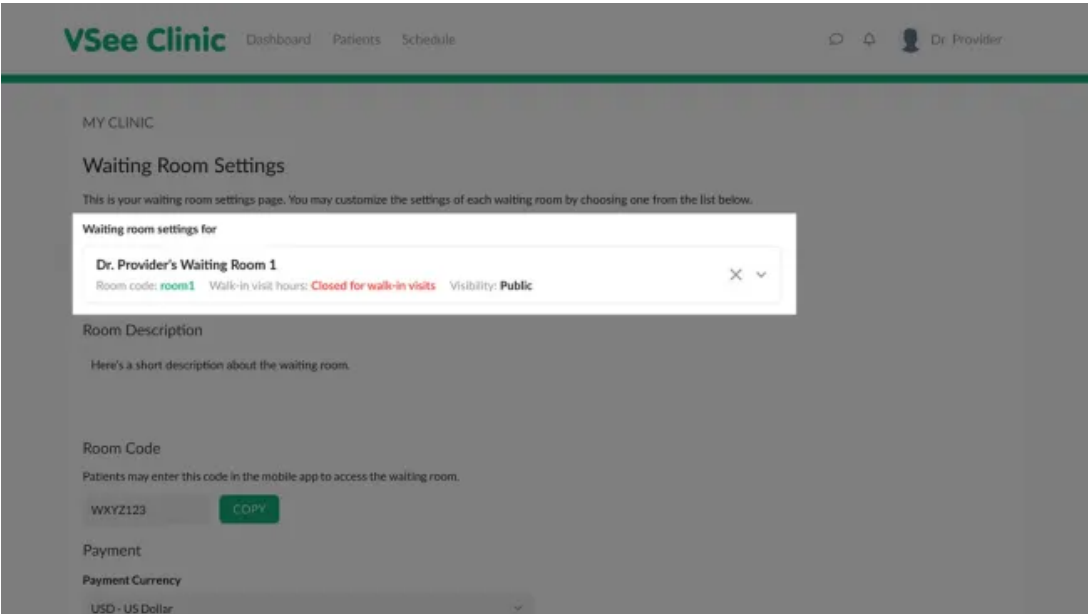 VSee Clinic Dashboard Patients Schedule Dr. Provider
MY CLINIC
Waiting Room Settings
This is your waiting room settings page. You may customize the settings of each waiting room by choosing one from the list below.
Waiting room settings for
Dr. Provider's Waiting Room 1
Room code: room1 Walk-in visit hours: Closed for walk-in visits Visibility: Public
Room Description
Here's a short description about the waiting room.
Room Code
Patients may enter this code in the mobile app to access the waiting room.
WXYZ123 COPY
Payment
Payment Currency
USD - US Dollar